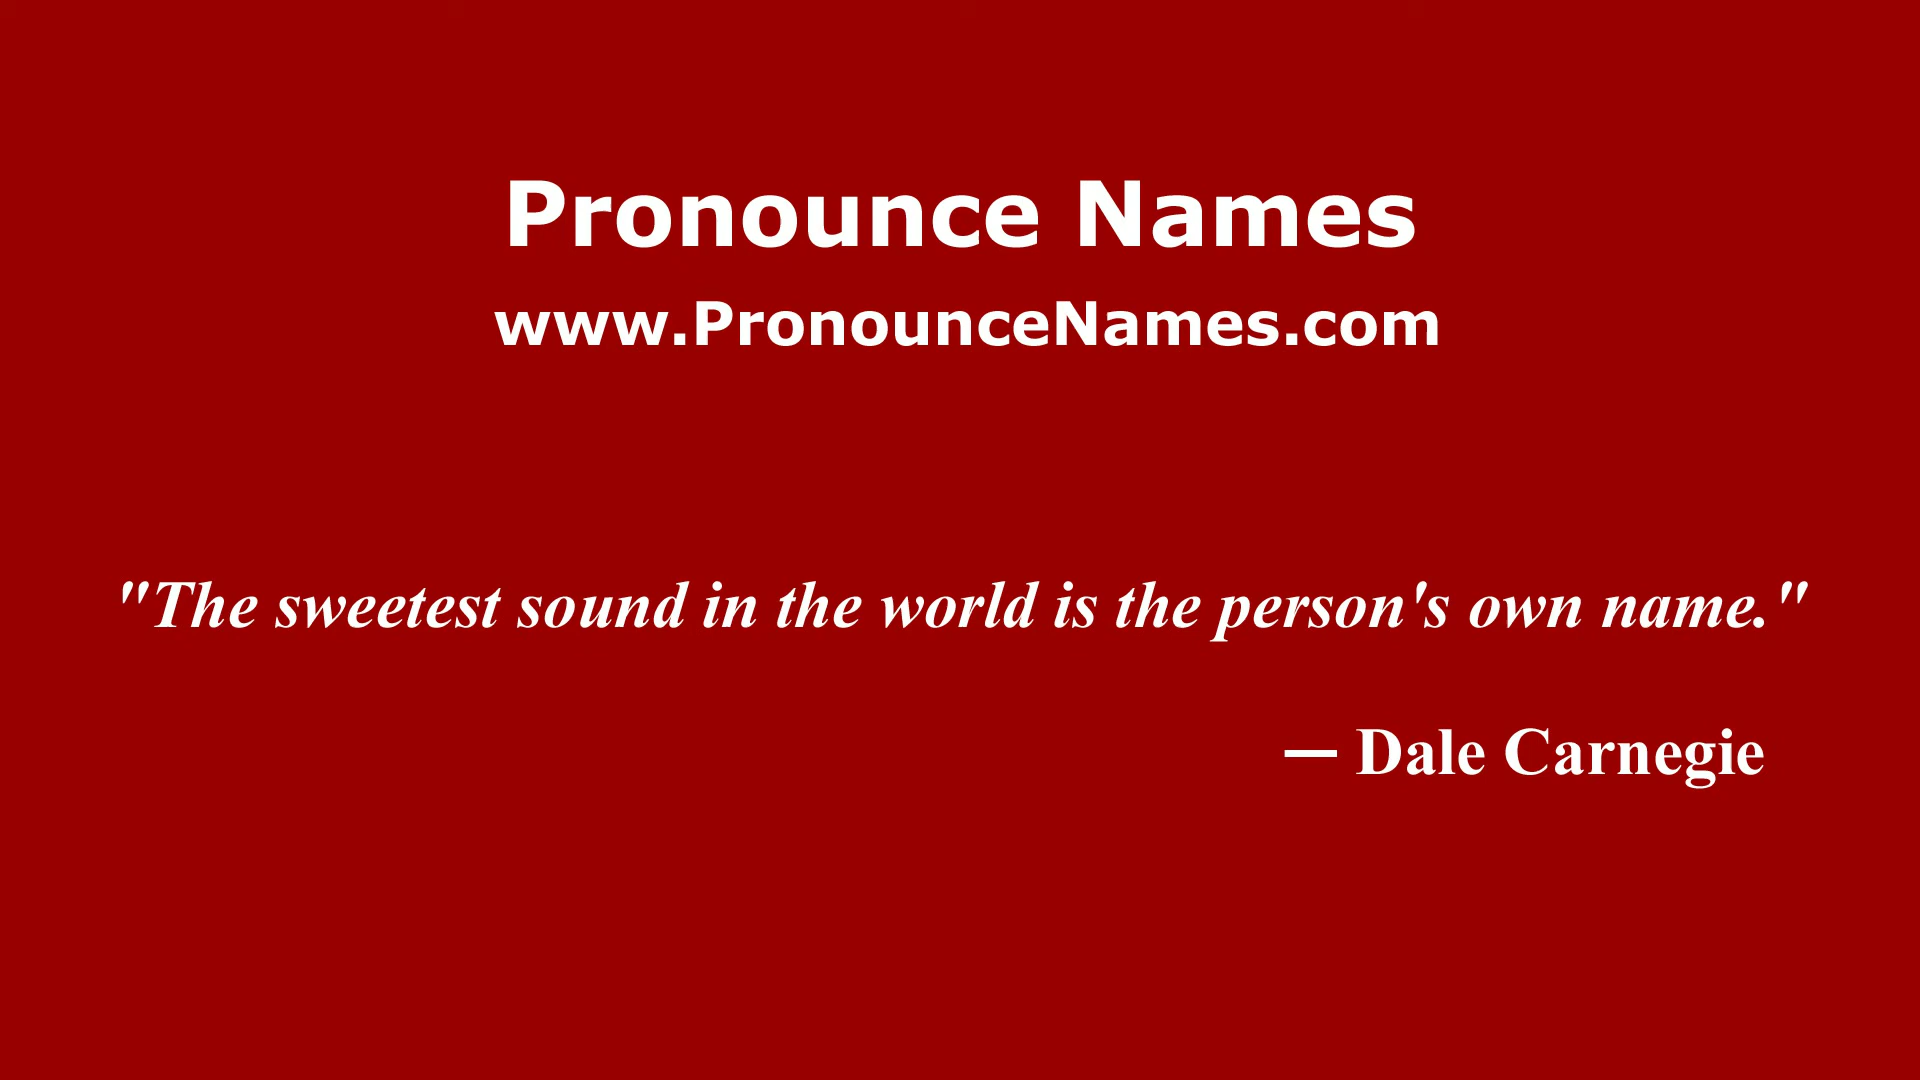 Pronounce Names
www.PronounceNames.com
"The sweetest sound in the world is the person's own name."
— Dale Carnegie